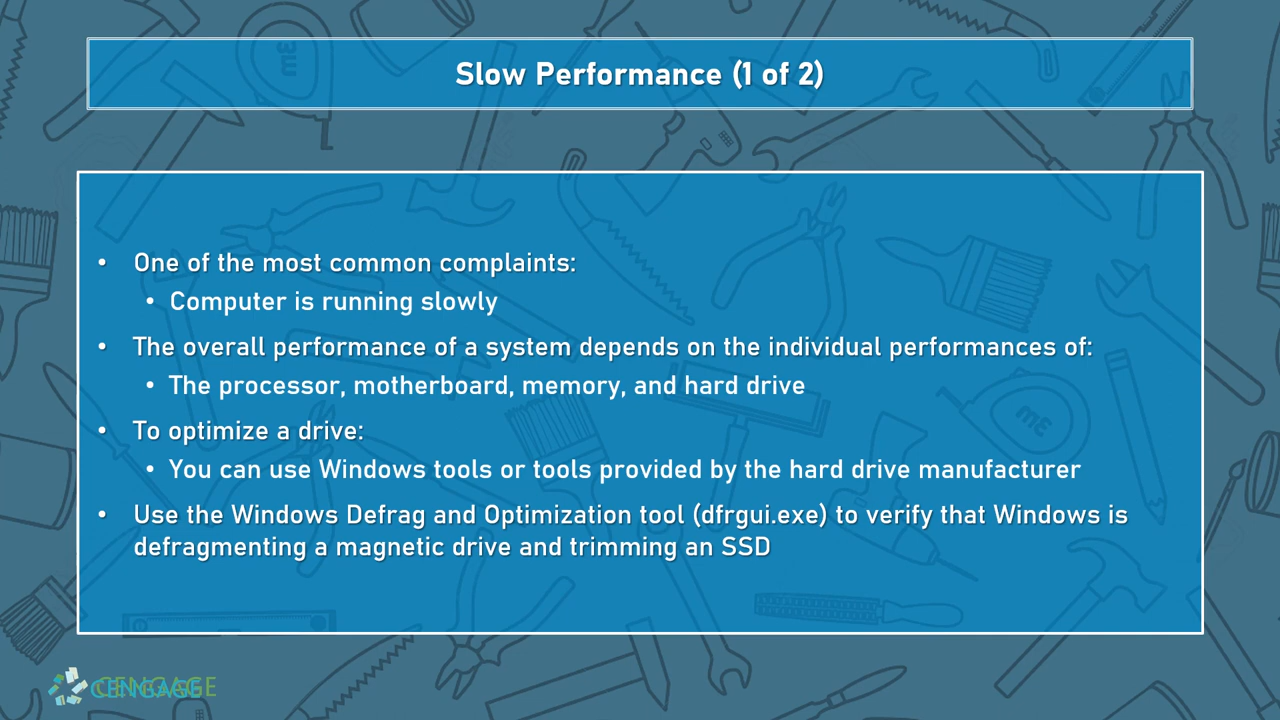 Slow Performance (1 of 2)
• One of the most common complaints:
• Computer is running slowly
• The overall performance of a system depends on the individual performances of:
• The processor, motherboard, memory, and hard drive
• To optimize a drive:
• You can use Windows tools or tools provided by the hard drive manufacturer
• Use the Windows Defrag and Optimization tool (dfrgui.exe) to verify that Windows is
defragmenting a magnetic drive and trimming an SSD
CENGAGE